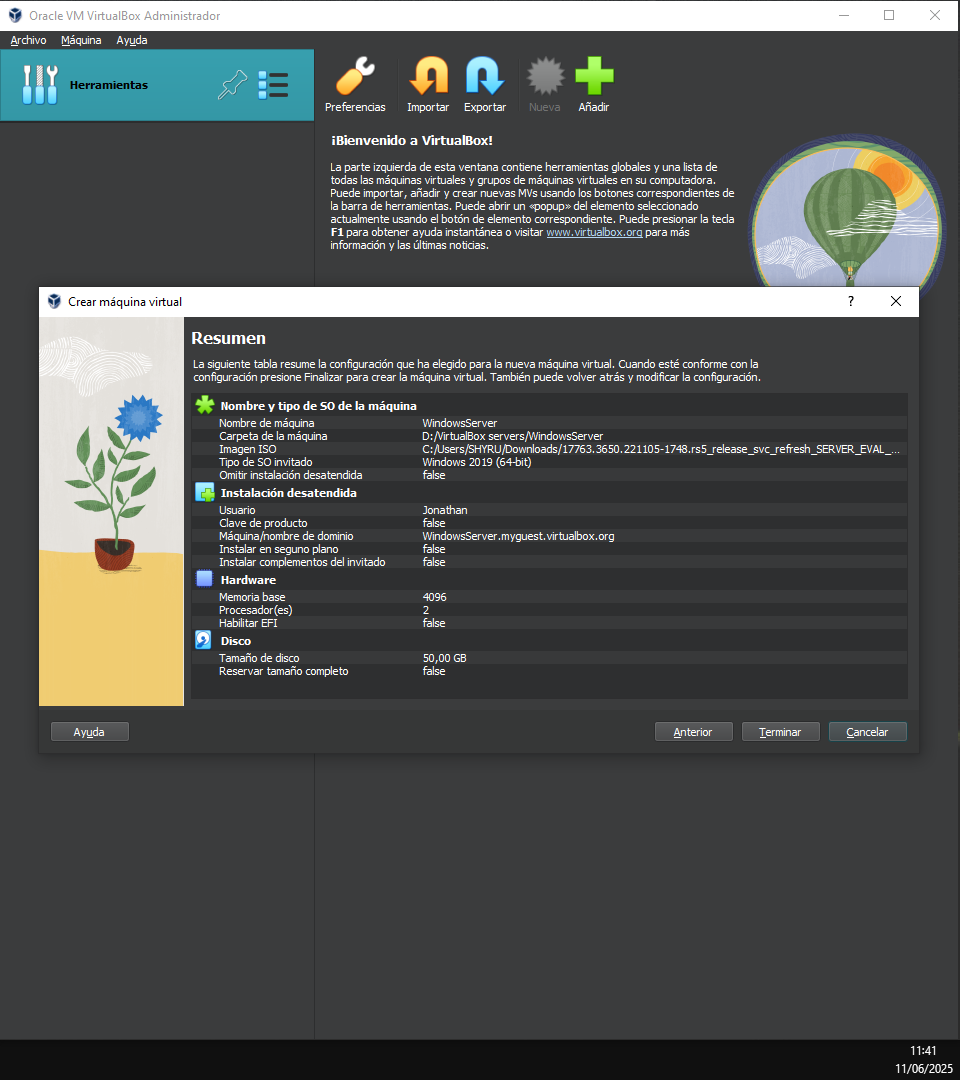 Oracle VM VirtualBox Administrador
Archivo Máquina Ayuda
Herramientas
Preferencias Importar Exportar Nueva Añadir
¡Bienvenido a VirtualBox!
La parte izquierda de esta ventana contiene herramientas globales y una lista de
todas las máquinas virtuales y grupos de máquinas virtuales en su computadora.
Puede importar, añadir y crear nuevas MVs usando los botones correspondientes de
la barra de herramientas. Puede abrir un «popup» del elemento seleccionado
actualmente usando el botón de elemento correspondiente. Puede presionar la tecla
F1 para obtener ayuda instantánea o visitar www.virtualbox.org para más
información y las últimas noticias.
Crear máquina virtual
?
Resumen
La siguiente tabla resume la configuración que ha elegido para la nueva máquina virtual. Cuando esté conforme con la
configuración presione Finalizar para crear la máquina virtual. También puede volver atrás y modificar la configuración.
Nombre y tipo de SO de la máquina
Nombre de máquina WindowsServer
Carpeta de la máquina D:/VirtualBox servers/WindowsServer
Imagen ISO C:/Users/SHYRU/Downloads/17763.3650.221105-1748.rs5_release_svc_refresh_SERVER_EVAL_...
Tipo de SO invitado Windows 2019 (64-bit)
Omitir instalación desatendida false
Instalación desatendida
Usuario Jonathan
Clave de producto false
Máquina/nombre de dominio WindowsServer.myguest.virtualbox.org
Instalar en seguno plano false
Instalar complementos del invitado false
Hardware
Memoria base 4096
Procesador(es) 2
Habilitar EFI false
Disco
Tamaño de disco 50,00 GB
Reservar tamaño completo false
Ayuda Anterior Terminar Cancelar
11:41
11/06/2025